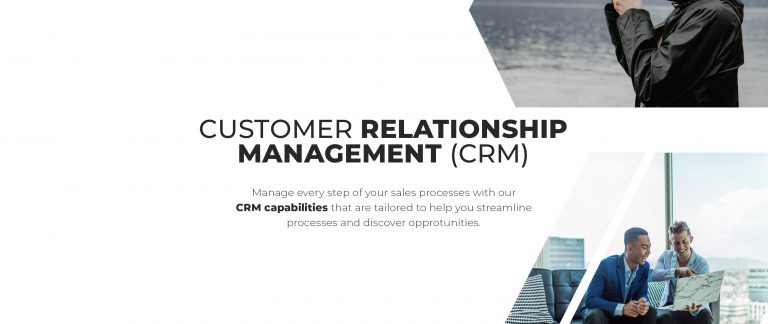 CUSTOMER RELATIONSHIP
MANAGEMENT (CRM)
Manage every step of your sales processes with our
CRM capabilities that are tailored to help you streamline
processes and discover opprotunities.